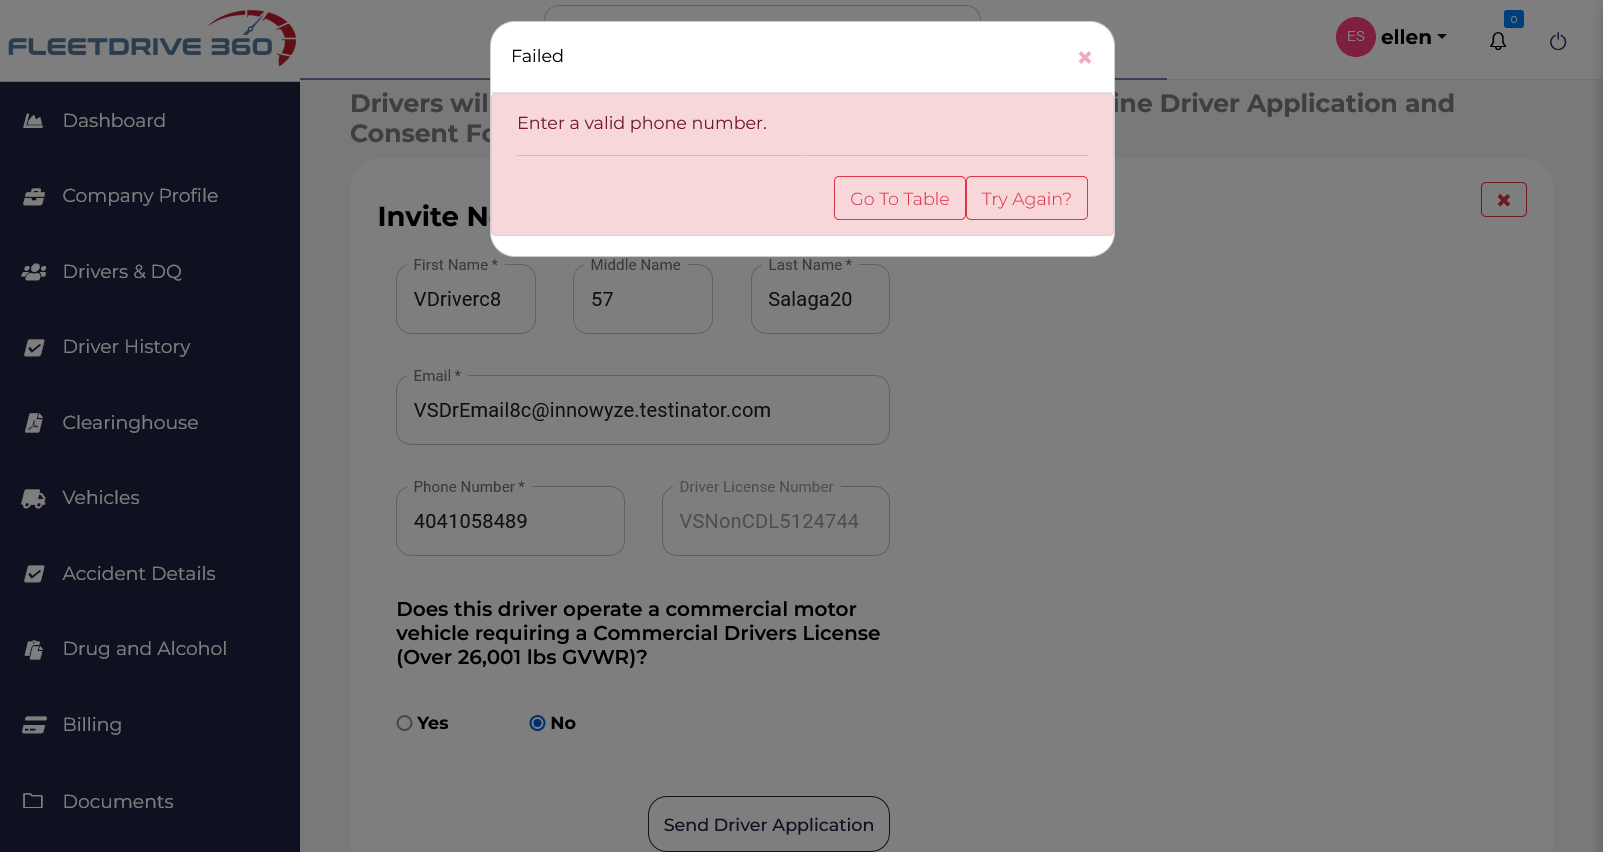 FLEETDRIVE 360
Failed
ES
ellen
0
Enter a valid phone number.
Go To Table
Try Again?
Drivers wil
ine Driver Application and
Consent Fo
Dashboard
Company Profile
Drivers & DQ
Driver History
Clearinghouse
Vehicles
Accident Details
Drug and Alcohol
Billing
Documents
Invite N
First Name *
Middle Name
Last Name *
VDriverc8
57
Salaga20
Email *
VSDrEmail8c@innowyze.testinator.com
Phone Number *
Driver License Number
4041058489
VSNonCDL5124744
Does this driver operate a commercial motor
vehicle requiring a Commercial Drivers License
(Over 26,001 lbs GVWR)?
Yes
No
Send Driver Application